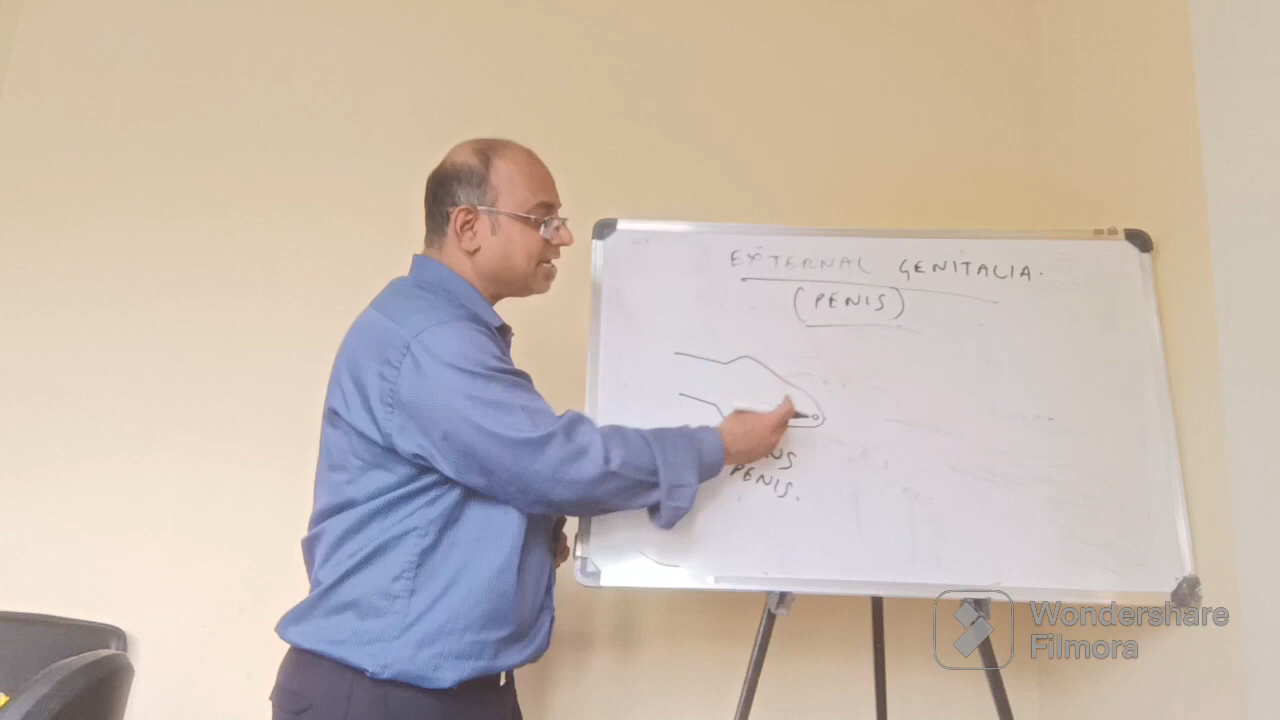 EXTERNAL GENITALIA.
(PENIS)
PENIS.
Wondershare
Filmora